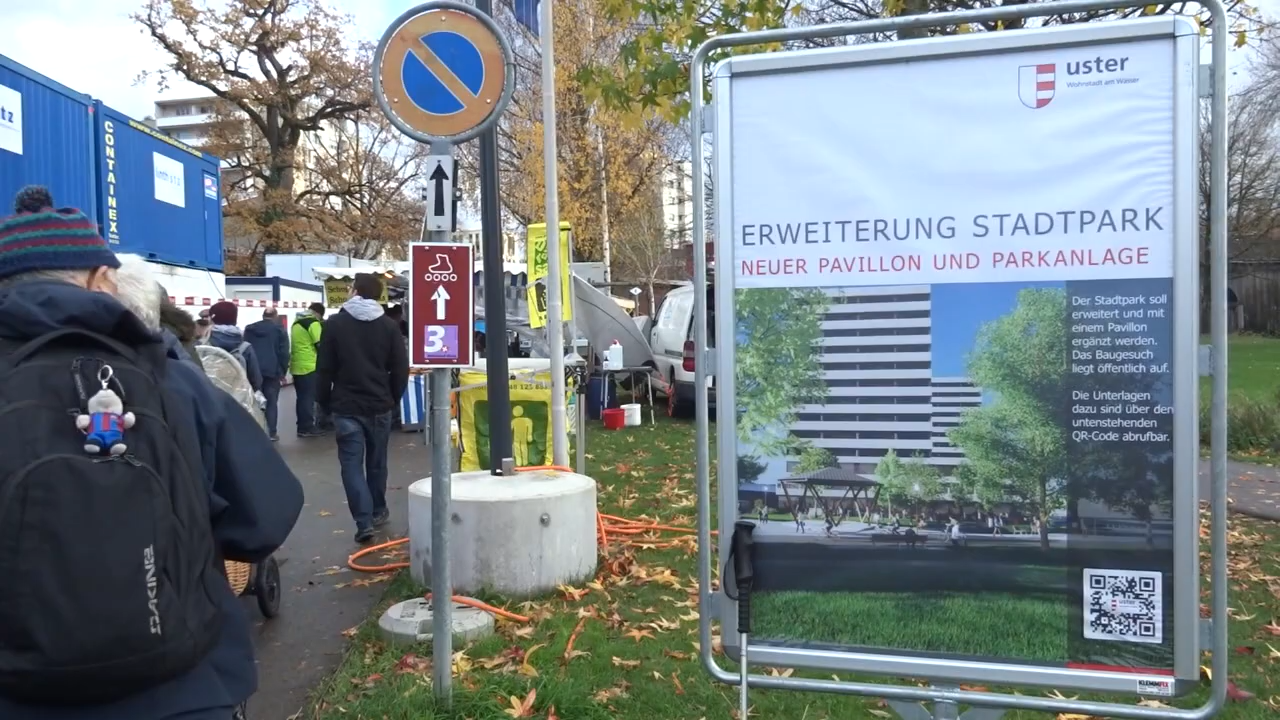 uster
Wohnstadt am Wasser
ERWEITERUNG STADTPARK
NEUER PAVILLON UND PARKANLAGE
Der Stadtpark soll
erweitert und mit
einem Pavillon
ergänzt werden.
Das Baugesuch
liegt öffentlich auf.
Die Unterlagen
dazu sind über den
untenstehenden
QR-Code abrufbar.
uster
KLEMMFIX
3
CONTAINEX
DAKINE